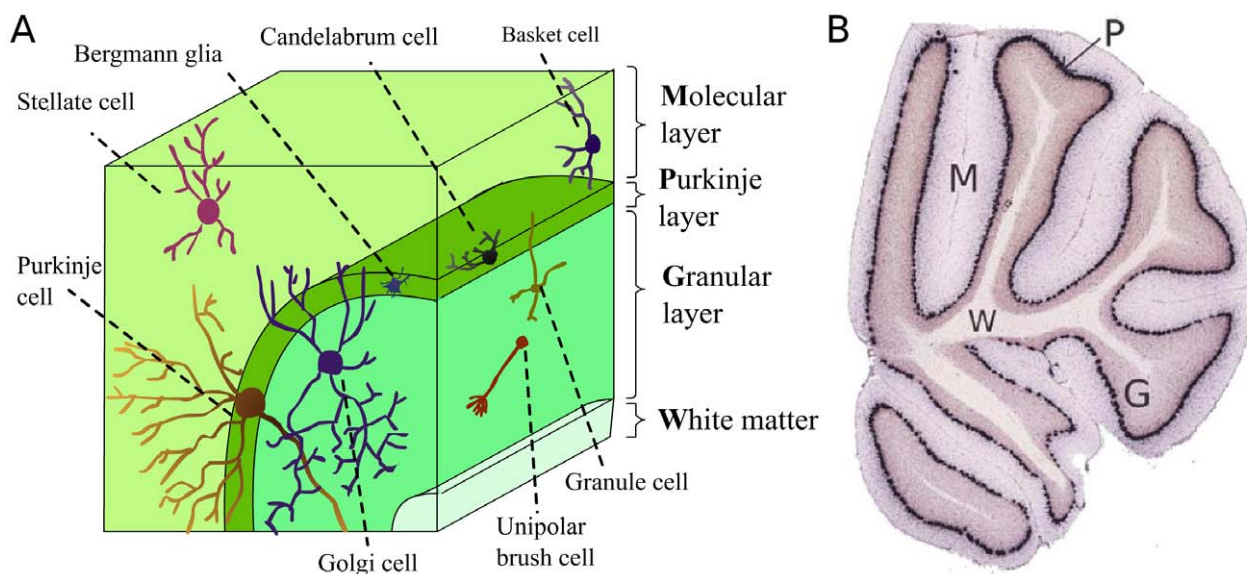 A
Bergmann glia
Candelabrum cell
Basket cell
Stellate cell
Molecular
layer
Purkinje
layer
Granular
layer
White matter
Purkinje
cell
Granule cell
Unipolar
brush cell
Golgi cell
B
P
M
W
G